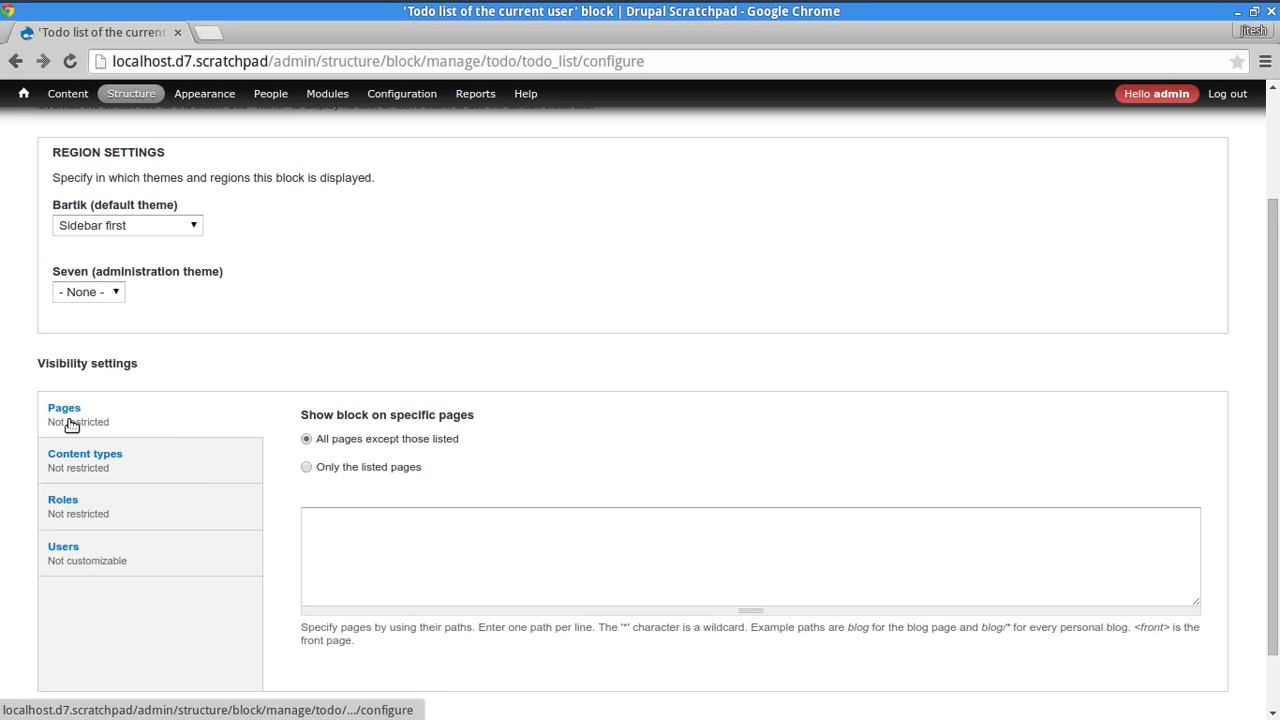 'Todo list of the current user' block | Drupal Scratchpad - Google Chrome
'Todo list of the current
Jitesh
localhost.d7.scratchpad/admin/structure/block/manage/todo/todo_list/configure
Content Structure Appearance People Modules Configuration Reports Help Hello admin Log out
REGION SETTINGS
Specify in which themes and regions this block is displayed.
Bartik (default theme)
Sidebar first
Seven (administration theme)
- None -
Visibility settings
Pages
Not restricted
Content types
Not restricted
Roles
Not restricted
Users
Not customizable
Show block on specific pages
All pages except those listed
Only the listed pages
Specify pages by using their paths. Enter one path per line. The '*' character is a wildcard. Example paths are blog for the blog page and blog/* for every personal blog. <front> is the
front page.
localhost.d7.scratchpad/admin/structure/block/manage/todo/.../configure